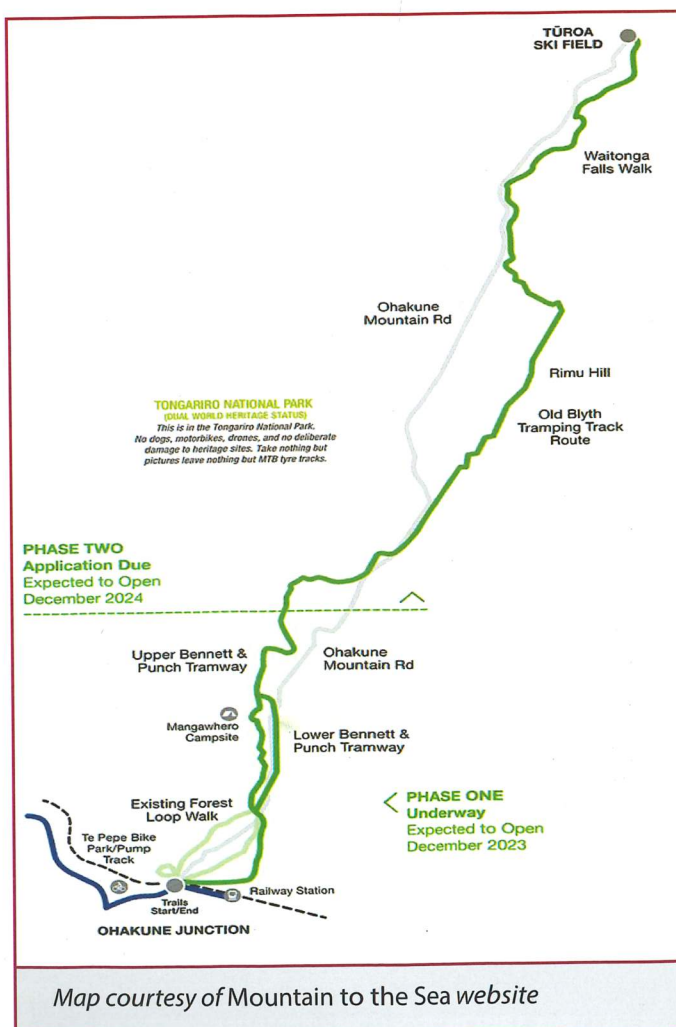 TŪROA
SKI FIELD
Waitonga
Falls Walk
Ohakune
Mountain Rd
Rimu Hill
Old Blyth
Tramping Track
Route
TONGARIRO NATIONAL PARK
(DUAL WORLD HERITAGE STATUS)
This is in the Tongariro National Park.
No dogs, motorbikes, drones, and no deliberate
damage to heritage sites. Take nothing but
pictures leave nothing but MTB tyre tracks.
PHASE TWO
Application Due
Expected to Open
December 2024
Upper Bennett &
Punch Tramway
Ohakune
Mountain Rd
Mangawhero
Campsite
Lower Bennett &
Punch Tramway
PHASE ONE
Underway
Expected to Open
December 2023
Existing Forest
Loop Walk
Te Pepe Bike
Park/Pump
Track
Trails
Start/End
Railway Station
OHAKUNE JUNCTION
Map courtesy of Mountain to the Sea website